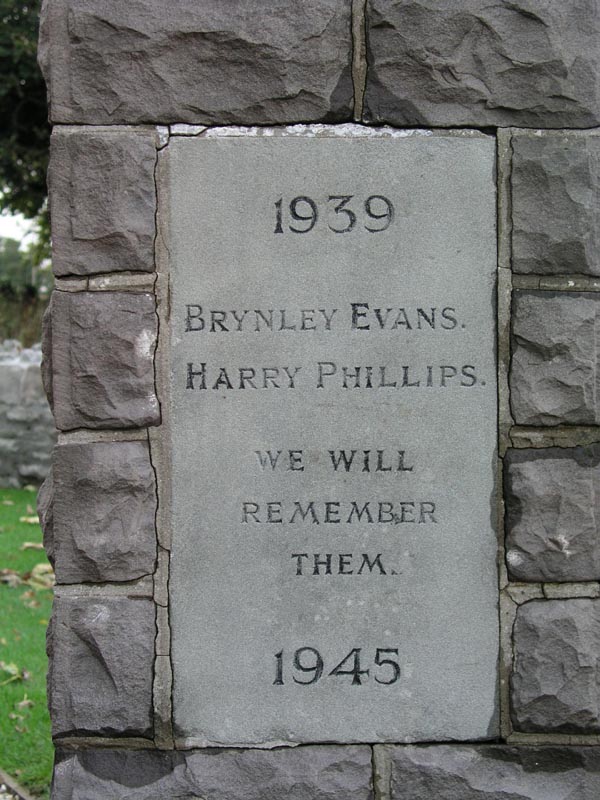 1939
BRYNLEY EVANS.
HARRY PHILLIPS.
WE WILL
REMEMBER
THEM.
1945